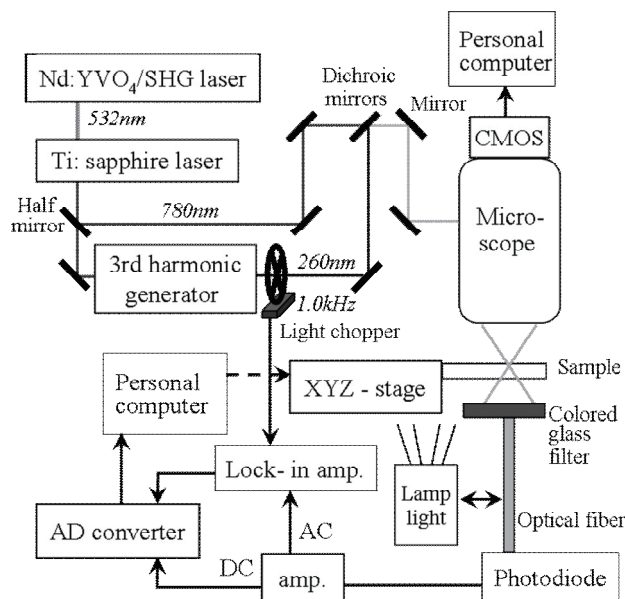 Personal
computer
Nd:YVO4/SHG laser
Dichroic
mirrors
Mirror
532nm
CMOS
Ti: sapphire laser
Half
mirror
780nm
Micro-
scope
3rd harmonic
generator
260nm
1.0kHz
Light chopper
Personal
computer
XYZ - stage
Sample
Colored
glass
filter
Lock- in amp.
Lamp
light
AD converter
AC
Optical fiber
DC
amp.
Photodiode